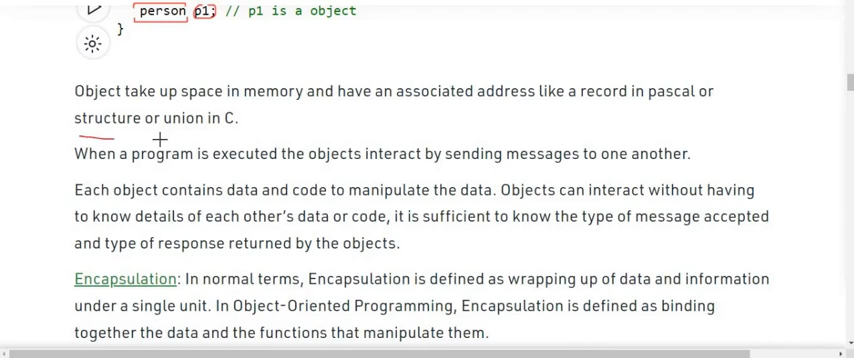 person p1; // p1 is a object
}
Object take up space in memory and have an associated address like a record in pascal or
structure or union in C.
When a program is executed the objects interact by sending messages to one another.
Each object contains data and code to manipulate the data. Objects can interact without having
to know details of each other's data or code, it is sufficient to know the type of message accepted
and type of response returned by the objects.
Encapsulation: In normal terms, Encapsulation is defined as wrapping up of data and information
under a single unit. In Object-Oriented Programming, Encapsulation is defined as binding
together the data and the functions that manipulate them.